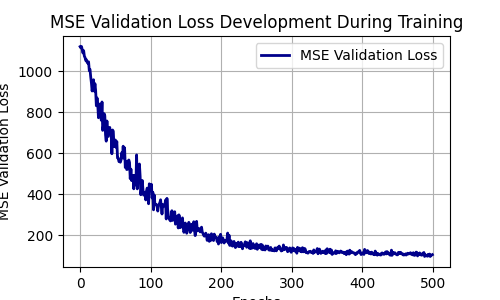 MSE Validation Loss Development During Training
MSE Validation Loss
MSE Validation Loss
1000
800
600
400
200
0
100
200
300
400
500
Epochs